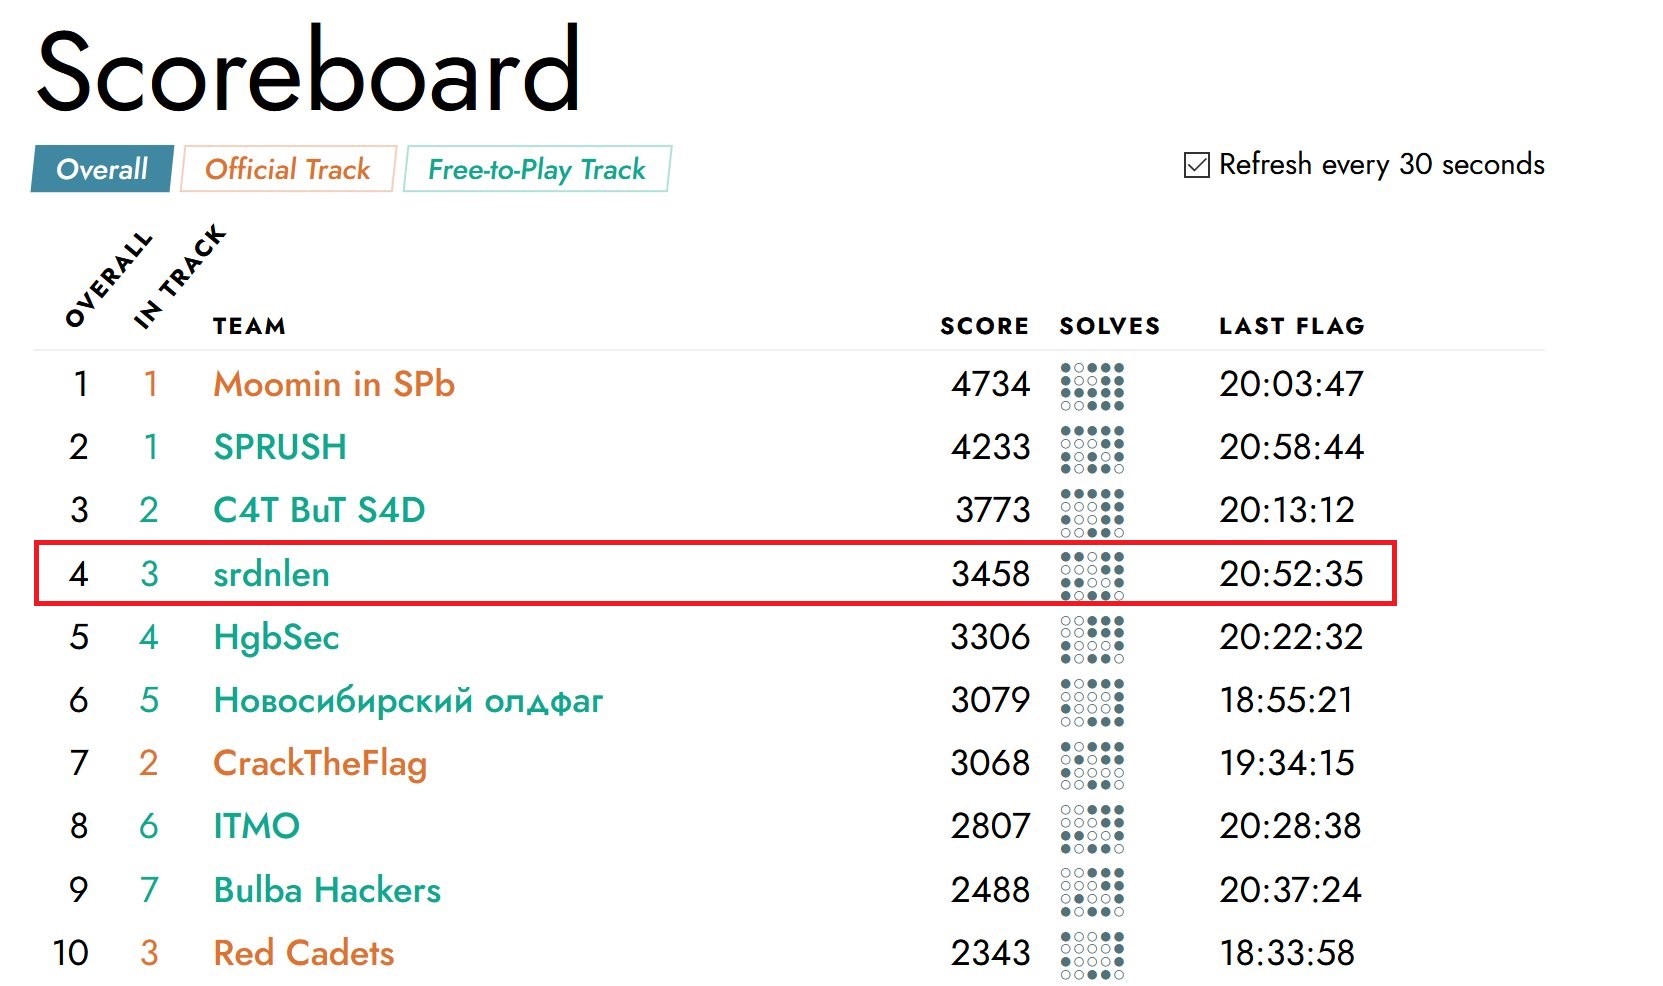 Scoreboard
Overall Official Track Free-to-Play Track Refresh every 30 seconds
OVERALL IN TRACK TEAM SCORE SOLVES LAST FLAG
1 1 Moomin in SPb 4734 20:03:47
2 1 SPRUSH 4233 20:58:44
3 2 C4T BuT S4D 3773 20:13:12
4 3 srdnlen 3458 20:52:35
5 4 HgbSec 3306 20:22:32
6 5 Новосибирский олдфаг 3079 18:55:21
7 2 CrackTheFlag 3068 19:34:15
8 6 ITMO 2807 20:28:38
9 7 Bulba Hackers 2488 20:37:24
10 3 Red Cadets 2343 18:33:58